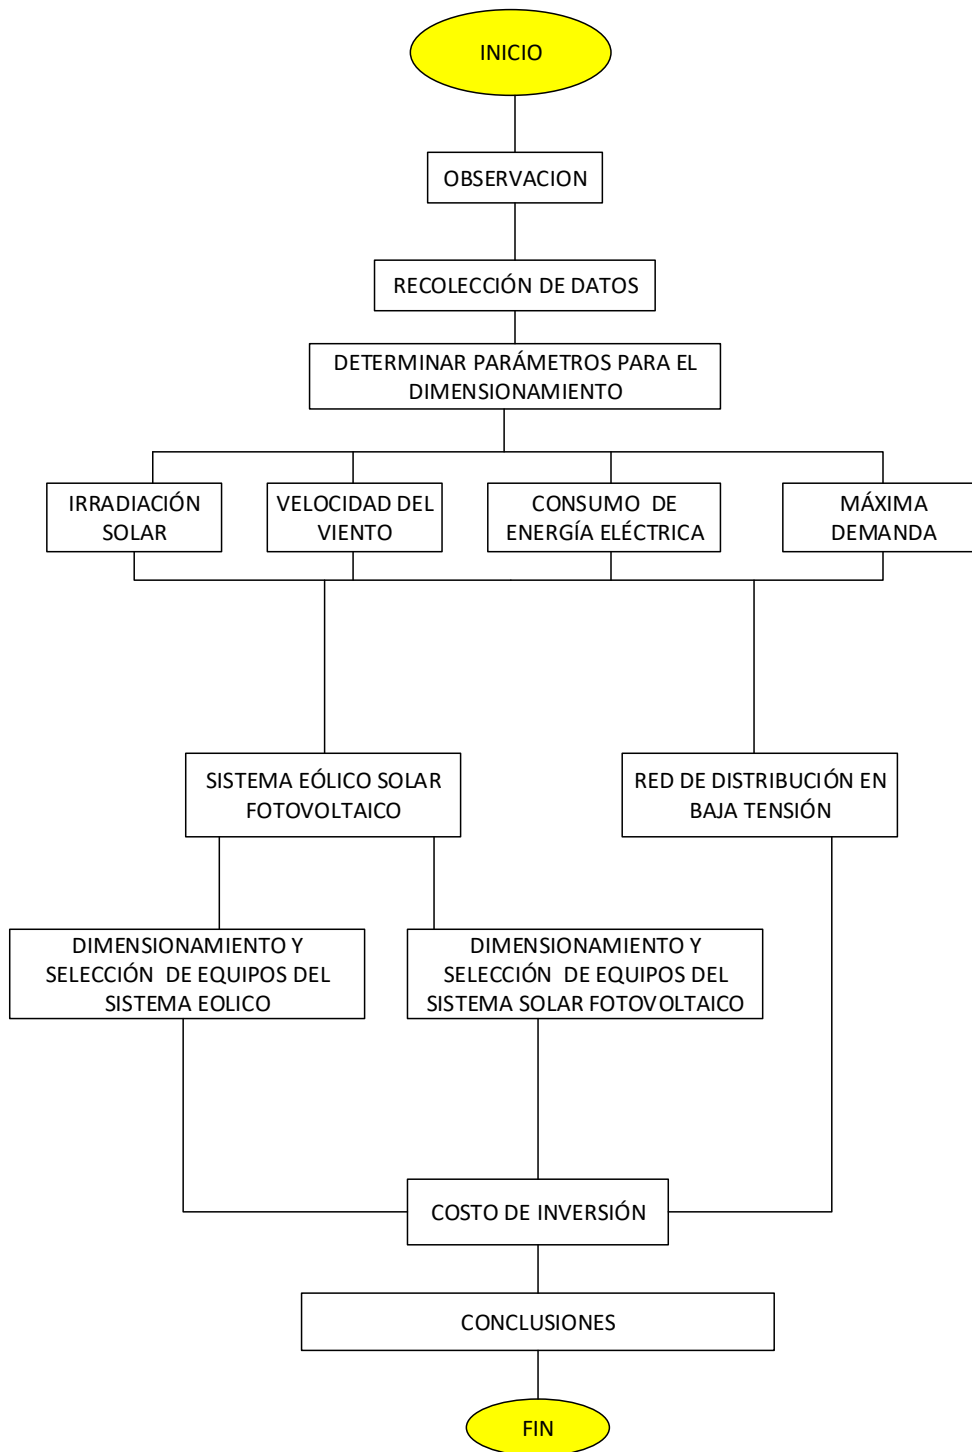 INICIO
OBSERVACION
RECOLECCIÓN DE DATOS
DETERMINAR PARÁMETROS PARA EL
DIMENSIONAMIENTO
IRRADIACIÓN
SOLAR
VELOCIDAD DEL
VIENTO
CONSUMO DE
ENERGÍA ELÉCTRICA
MÁXIMA
DEMANDA
SISTEMA EÓLICO SOLAR
FOTOVOLTAICO
RED DE DISTRIBUCIÓN EN
BAJA TENSIÓN
DIMENSIONAMIENTO Y
SELECCIÓN DE EQUIPOS DEL
SISTEMA EOLICO
DIMENSIONAMIENTO Y
SELECCIÓN DE EQUIPOS DEL
SISTEMA SOLAR FOTOVOLTAICO
COSTO DE INVERSIÓN
CONCLUSIONES
FIN